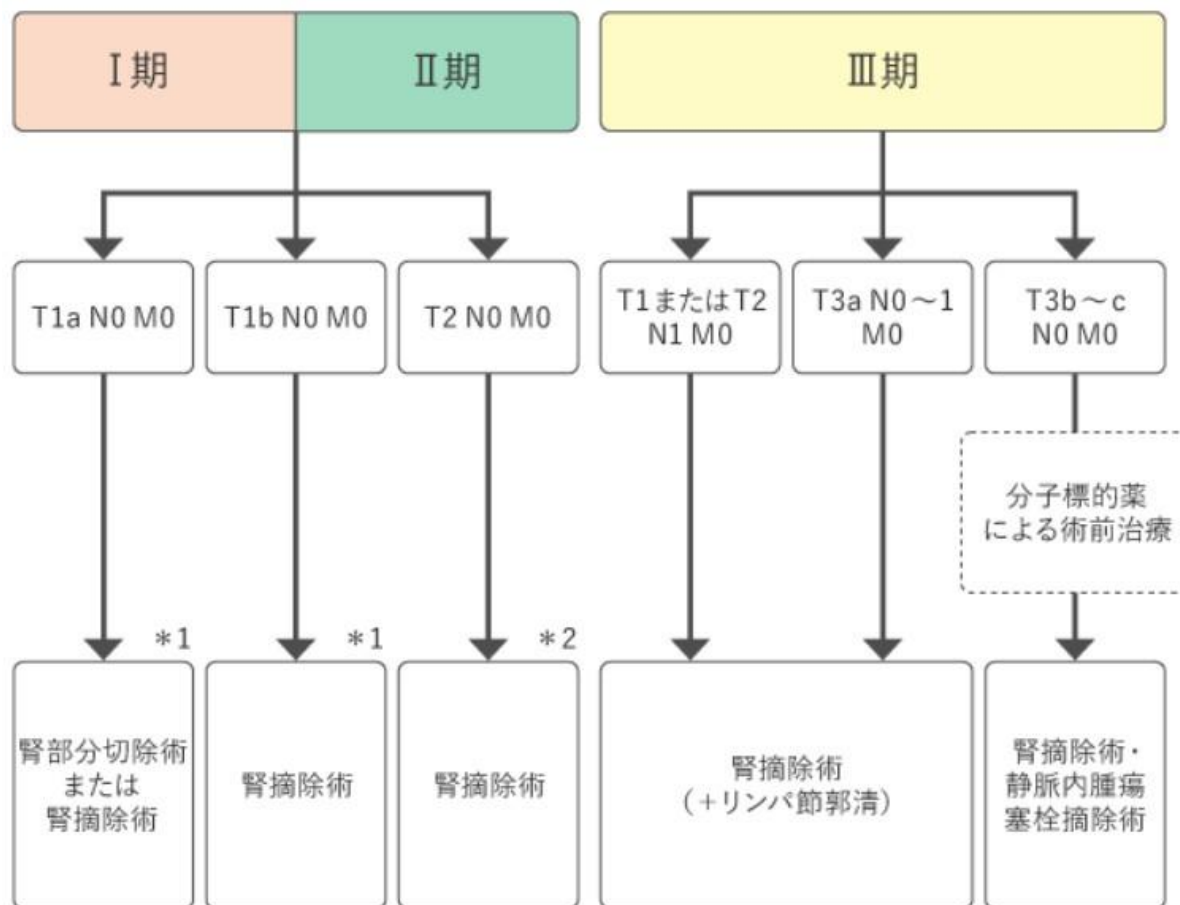 Ⅰ期
Ⅱ期
Ⅲ期
T1a N0 M0
T1b N0 M0
T2 N0 M0
T1またはT2
N1 M0
T3a N0～1
M0
T3b～c
N0 M0
分子標的薬
による術前治療
*1
*1
*2
腎部分切除術
または
腎摘除術
腎摘除術
腎摘除術
腎摘除術
（+リンパ節郭清）
腎摘除術・
静脈内腫瘍
塞栓摘除術